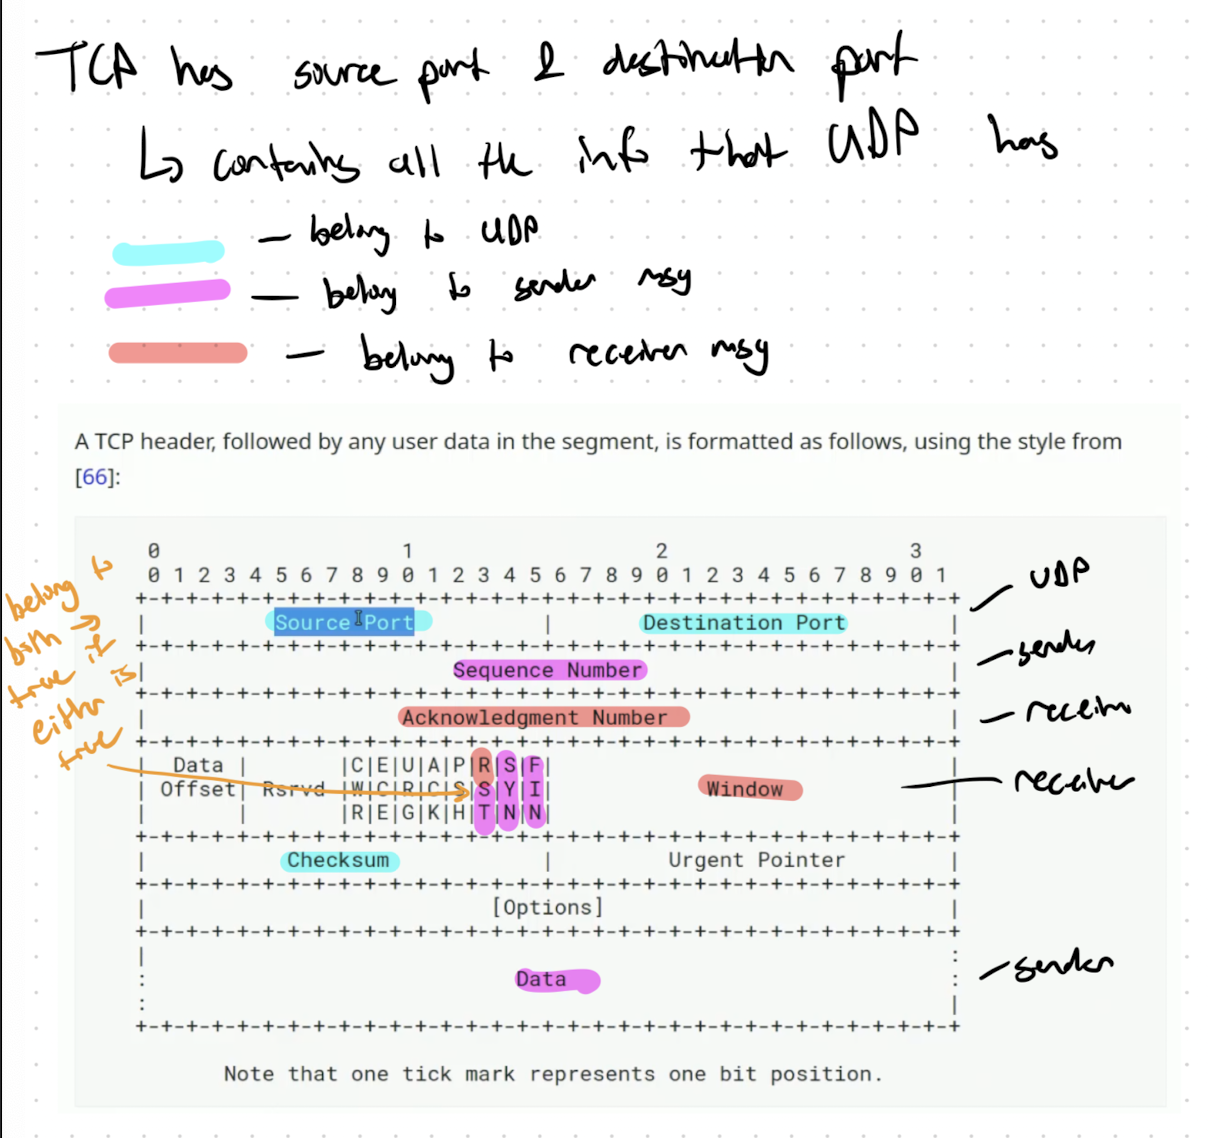 TCP has source port & destination port
↳ contains all the info that UDP has
— belong to UDP
— belong to sender msg
— belong to receiver msg
A TCP header, followed by any user data in the segment, is formatted as follows, using the style from
[66]:
0                   1                   2                   3
0 1 2 3 4 5 6 7 8 9 0 1 2 3 4 5 6 7 8 9 0 1 2 3 4 5 6 7 8 9 0 1
+-+-+-+-+-+-+-+-+-+-+-+-+-+-+-+-+-+-+-+-+-+-+-+-+-+-+-+-+-+-+-+-+
| Source Port | Destination Port |
UDP
+-+-+-+-+-+-+-+-+-+-+-+-+-+-+-+-+-+-+-+-+-+-+-+-+-+-+-+-+-+-+-+-+
| Sequence Number |
sender
+-+-+-+-+-+-+-+-+-+-+-+-+-+-+-+-+-+-+-+-+-+-+-+-+-+-+-+-+-+-+-+-+
| Acknowledgment Number |
— receiver
+-+-+-+-+-+-+-+-+-+-+-+-+-+-+-+-+-+-+-+-+-+-+-+-+-+-+-+-+-+-+-+-+
| Data | |C|E|U|A|P|R|S|F| |
| Offset| Rsrvd |W|C|R|C|S|S|Y|I| Window |
— receiver
| | |R|E|G|K|H|T|N|N| |
+-+-+-+-+-+-+-+-+-+-+-+-+-+-+-+-+-+-+-+-+-+-+-+-+-+-+-+-+-+-+-+-+
| Checksum | Urgent Pointer |
+-+-+-+-+-+-+-+-+-+-+-+-+-+-+-+-+-+-+-+-+-+-+-+-+-+-+-+-+-+-+-+-+
| [Options] |
+-+-+-+-+-+-+-+-+-+-+-+-+-+-+-+-+-+-+-+-+-+-+-+-+-+-+-+-+-+-+-+-+
| :
: Data :
sender
: |
+-+-+-+-+-+-+-+-+-+-+-+-+-+-+-+-+-+-+-+-+-+-+-+-+-+-+-+-+-+-+-+-+
Note that one tick mark represents one bit position.
belong to
both →
true if
either is
true